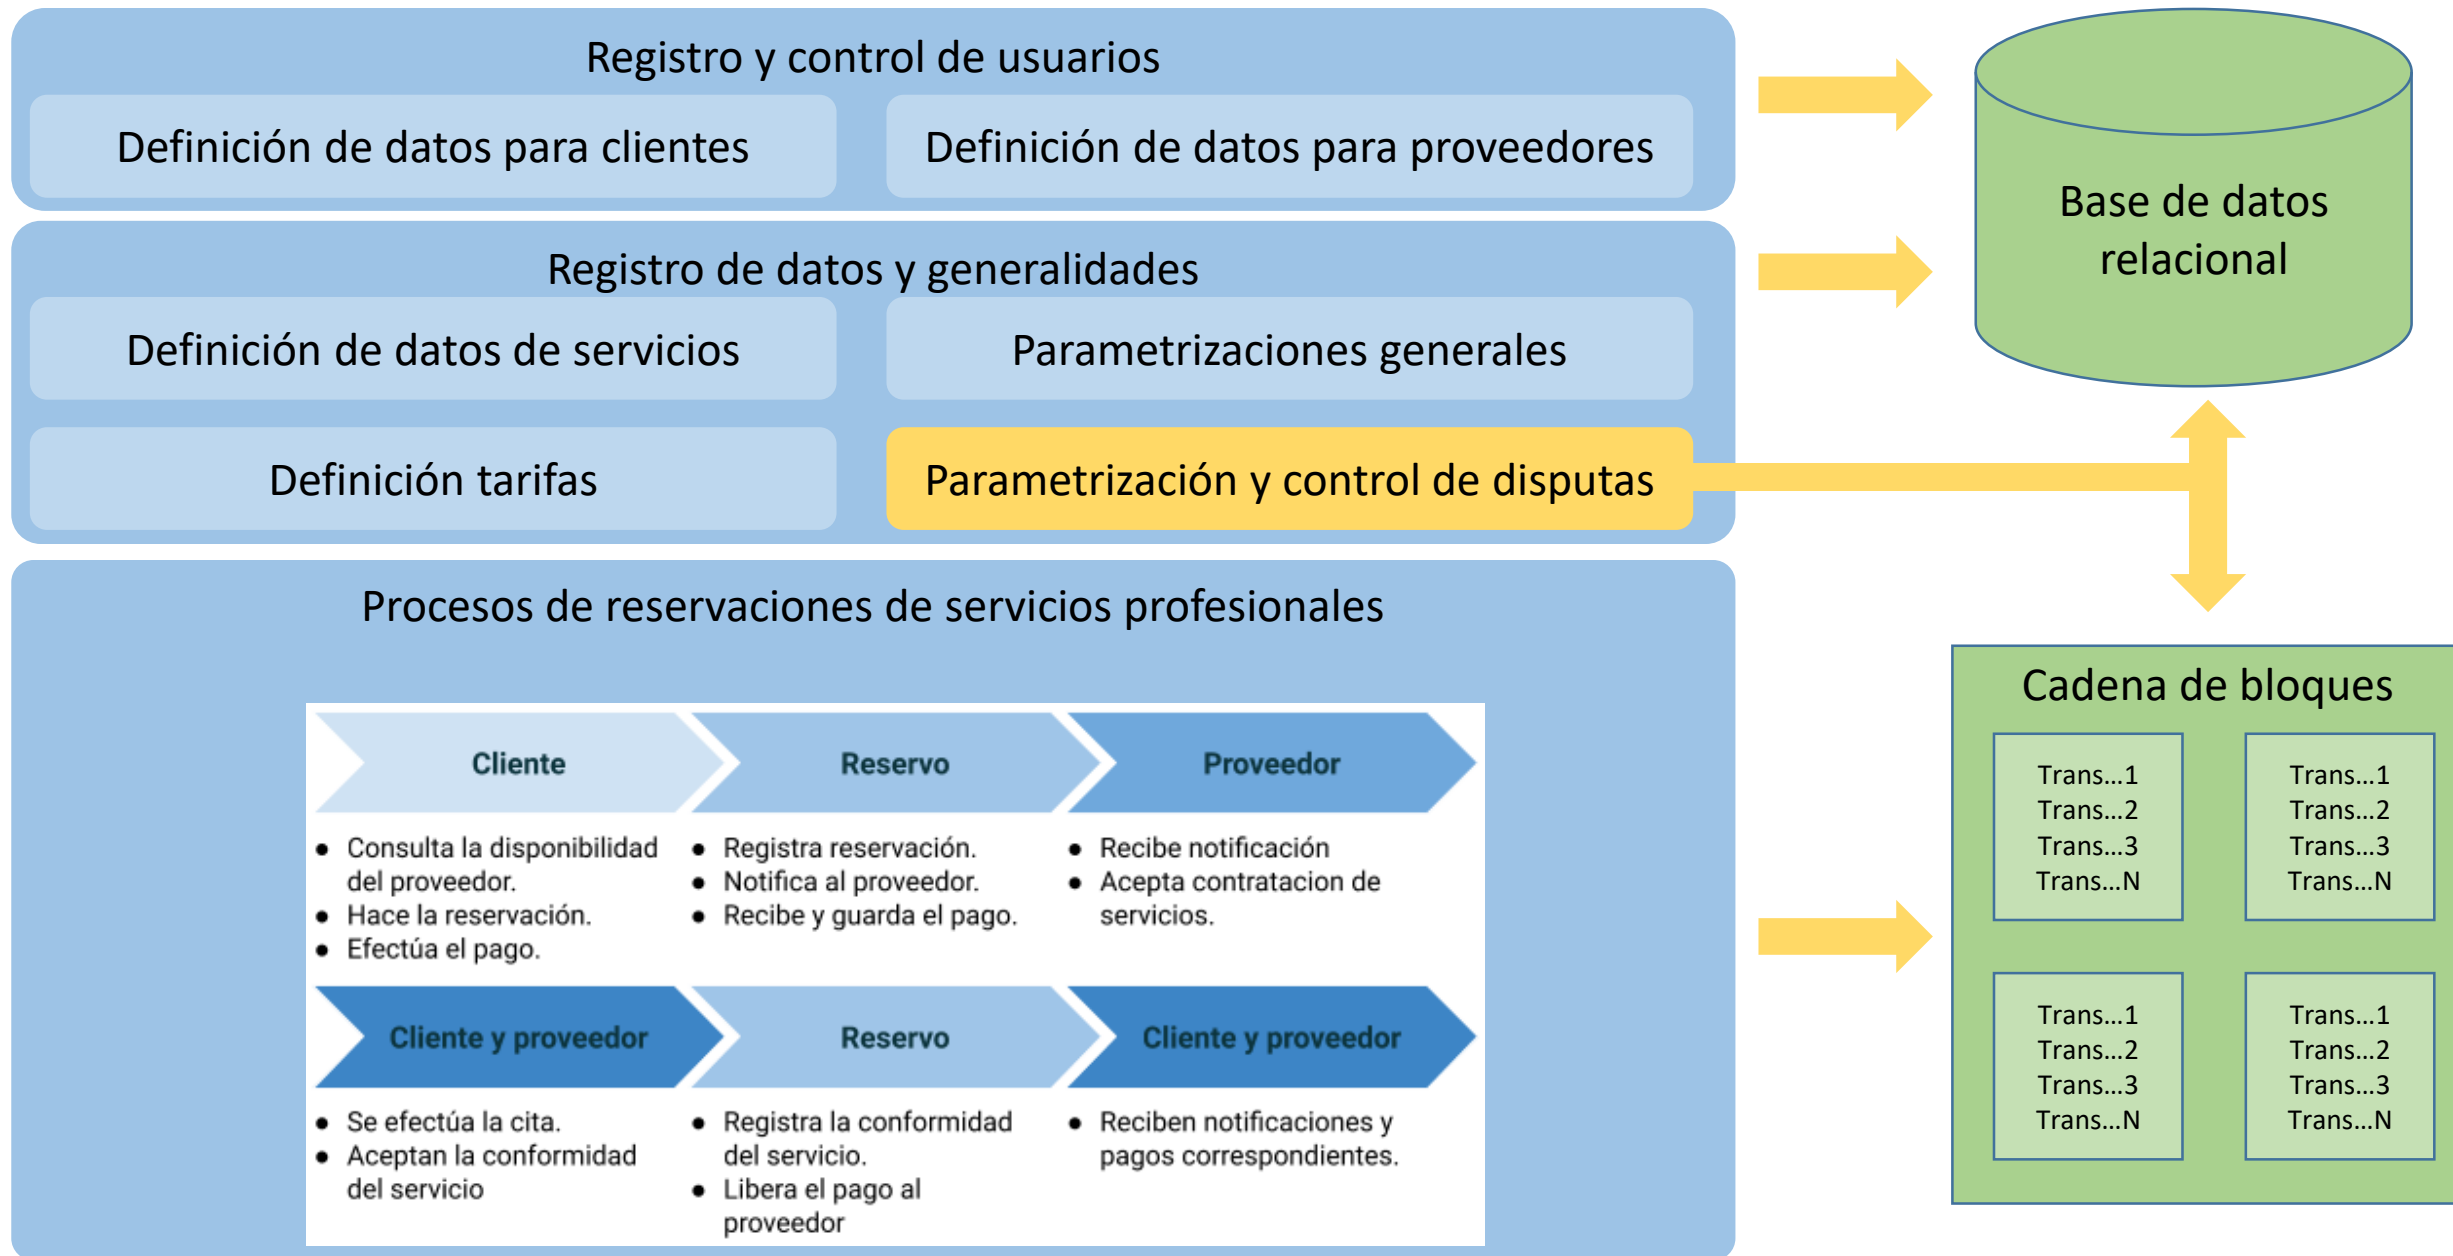 Registro y control de usuarios
Definición de datos para clientes
Definición de datos para proveedores
Registro de datos y generalidades
Definición de datos de servicios
Parametrizaciones generales
Definición tarifas
Parametrización y control de disputas
Procesos de reservaciones de servicios profesionales
Cliente
● Consulta la disponibilidad
del proveedor.
● Hace la reservación.
● Efectúa el pago.
Reservo
● Registra reservación.
● Notifica al proveedor.
● Recibe y guarda el pago.
Proveedor
● Recibe notificación
● Acepta contratacion de
servicios.
Cliente y proveedor
● Se efectúa la cita.
● Aceptan la conformidad
del servicio
Reservo
● Registra la conformidad
del servicio.
● Libera el pago al
proveedor
Cliente y proveedor
● Reciben notificaciones y
pagos correspondientes.
Base de datos
relacional
Cadena de bloques
Trans...1
Trans...2
Trans...3
Trans...N
Trans...1
Trans...2
Trans...3
Trans...N
Trans...1
Trans...2
Trans...3
Trans...N
Trans...1
Trans...2
Trans...3
Trans...N